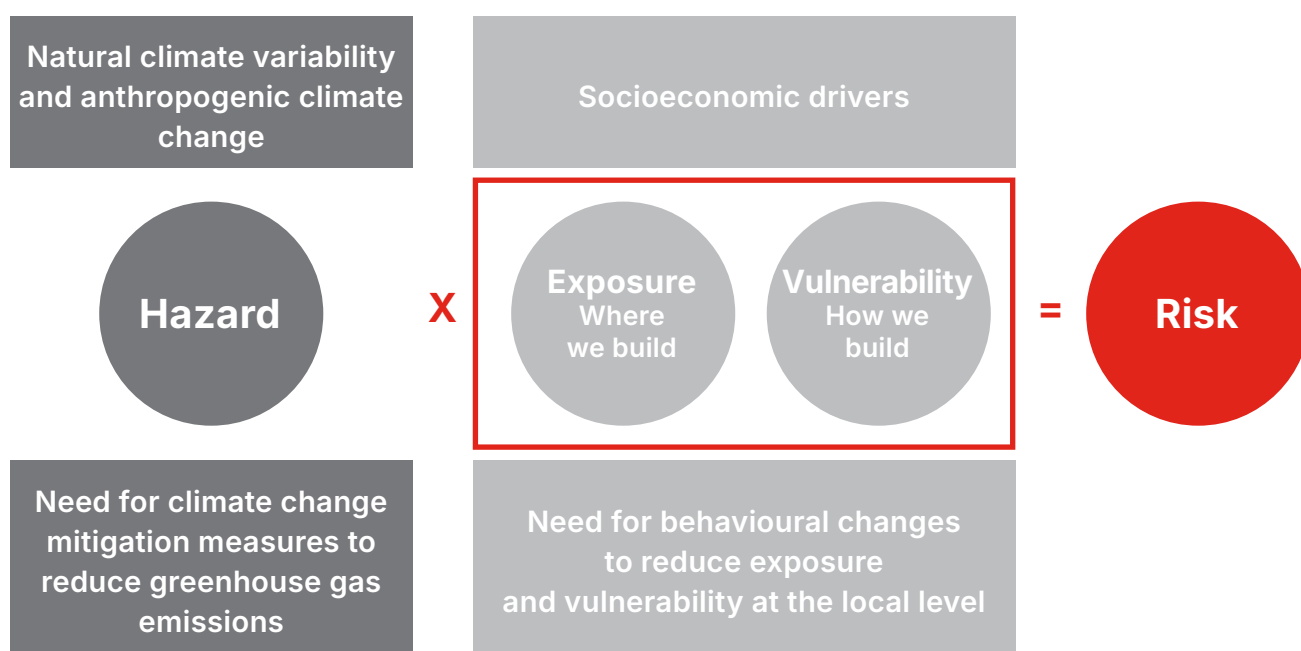 Natural climate variability
and anthropogenic climate
change
Socioeconomic drivers
Hazard
X
Exposure
Where
we build
Vulnerability
How we
build
=
Risk
Need for climate change
mitigation measures to
reduce greenhouse gas
emissions
Need for behavioural changes
to reduce exposure
and vulnerability at the local level